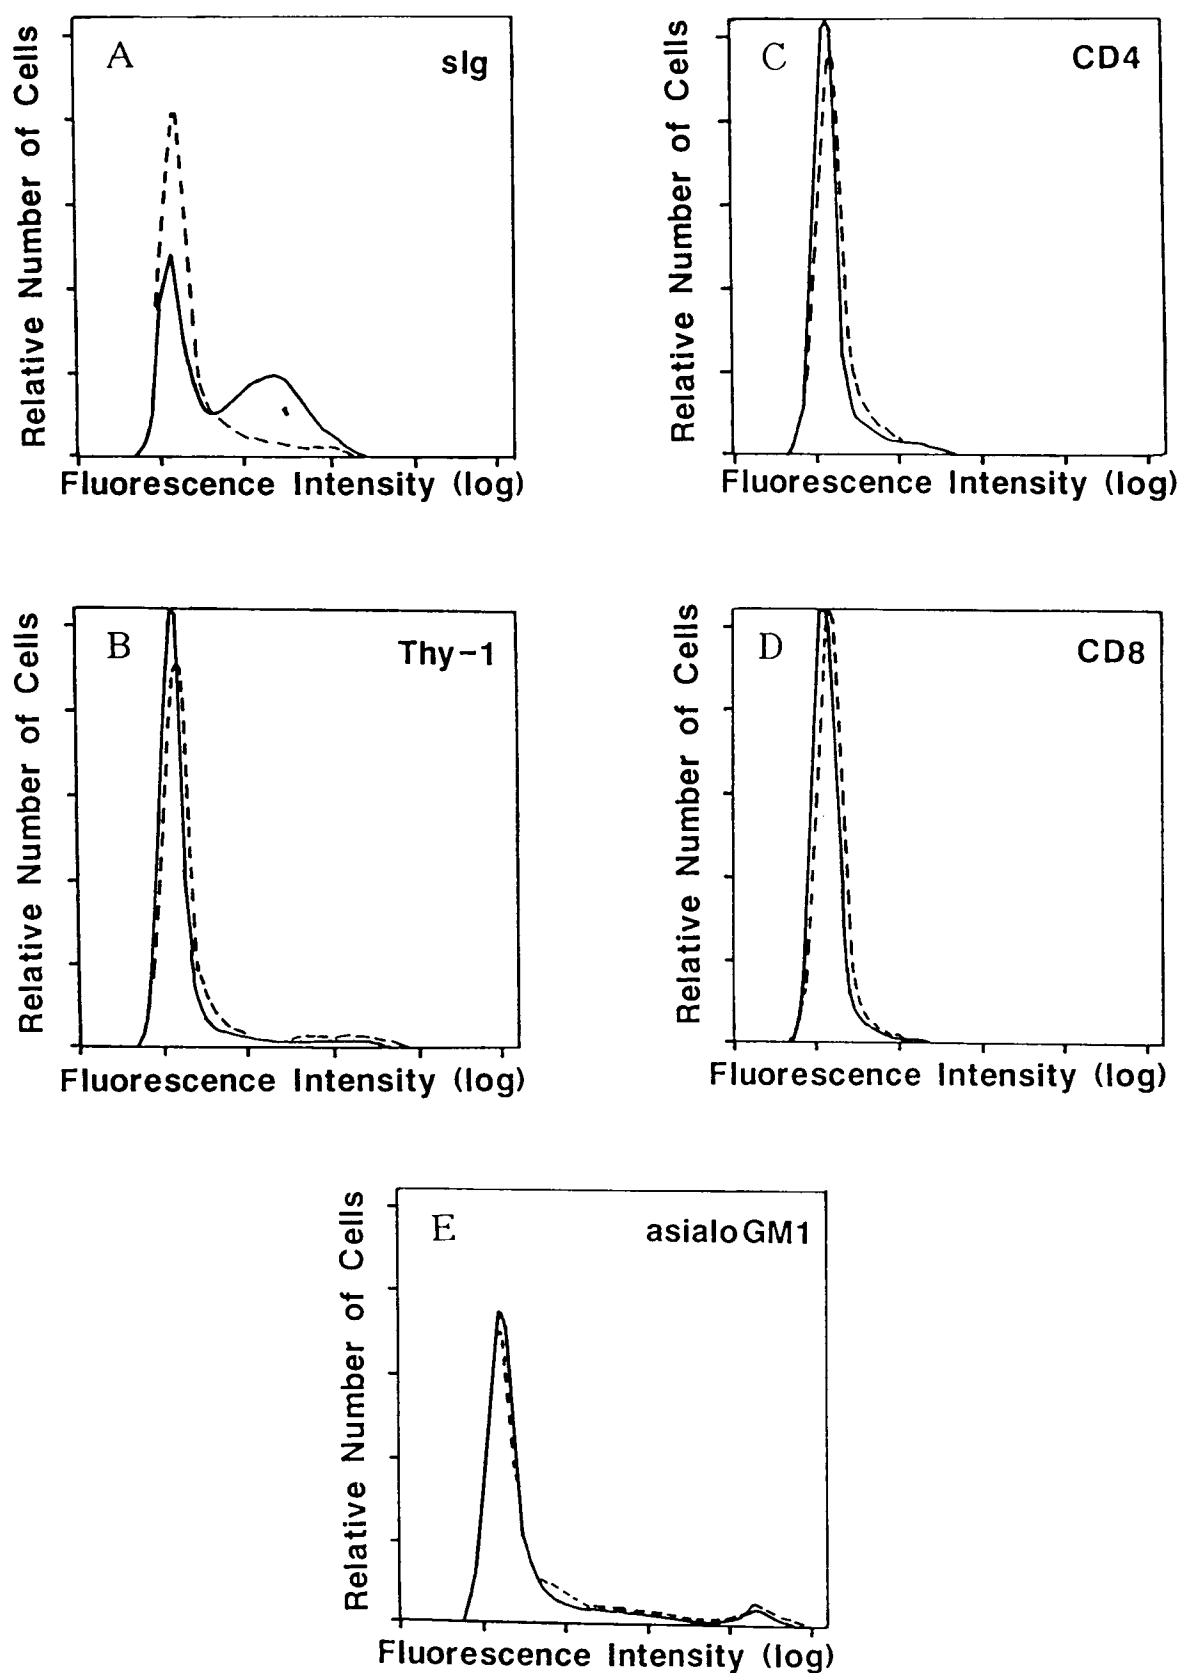 A
sIg
Relative Number of Cells
Fluorescence Intensity (log)
C
CD4
Relative Number of Cells
Fluorescence Intensity (log)
B
Thy-1
Relative Number of Cells
Fluorescence Intensity (log)
D
CD8
Relative Number of Cells
Fluorescence Intensity (log)
E
asialoGM1
Relative Number of Cells
Fluorescence Intensity (log)